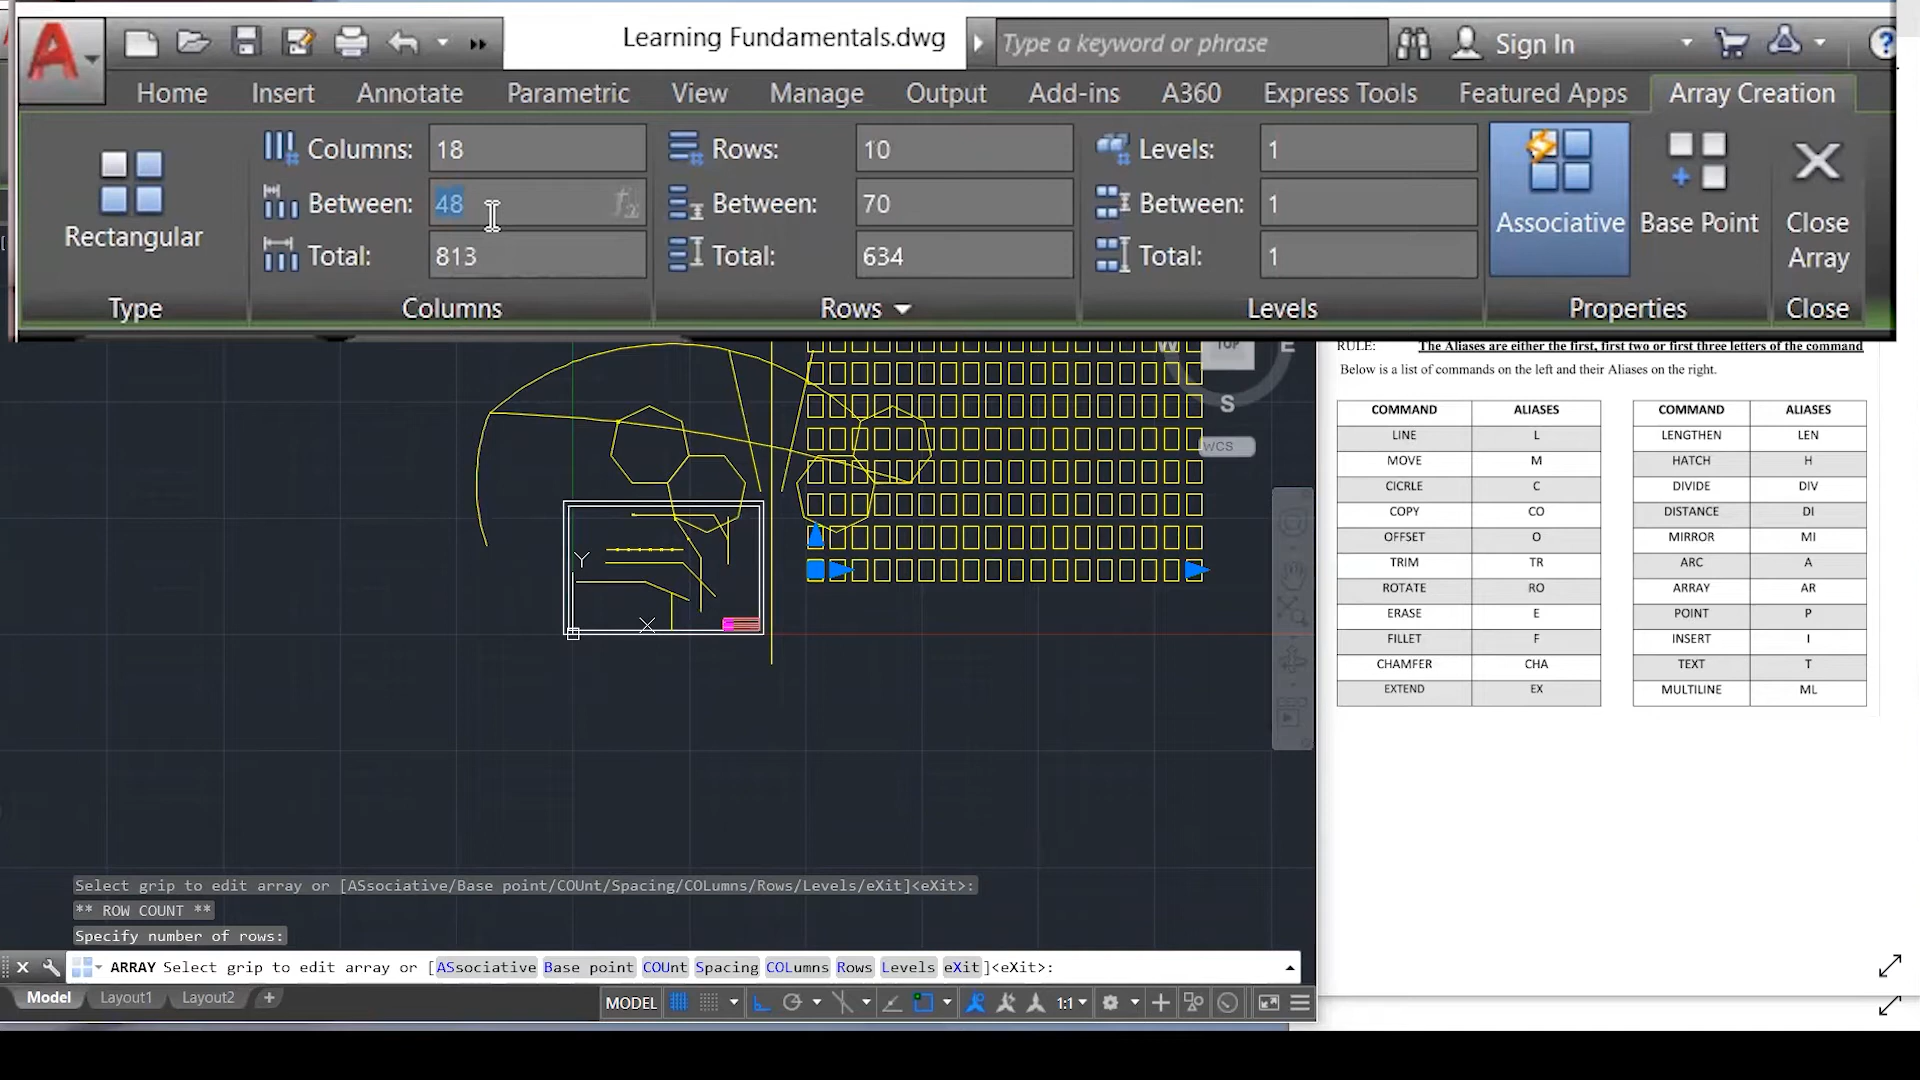 Learning Fundamentals.dwg
Type a keyword or phrase
Sign In
Home Insert Annotate Parametric View Manage Output Add-ins A360 Express Tools Featured Apps Array Creation
Columns: 18 Rows: 10 Levels: 1
Between: 48 Between: 70 Between: 1
Total: 813 Total: 634 Total: 1
Rectangular
Associative Base Point Close Array
Type Columns Rows Levels Properties Close
TOP
E
S
WCS
Y
X
RULE: The Aliases are either the first, first two or first three letters of the command
Below is a list of commands on the left and their Aliases on the right.
COMMAND ALIASES COMMAND ALIASES
LINE L LENGTHEN LEN
MOVE M HATCH H
CICRLE C DIVIDE DIV
COPY CO DISTANCE DI
OFFSET O MIRROR MI
TRIM TR ARC A
ROTATE RO ARRAY AR
ERASE E POINT P
FILLET F INSERT I
CHAMFER CHA TEXT T
EXTEND EX MULTILINE ML
Select grip to edit array or [ASsociative/Base point/COUnt/Spacing/COLumns/Rows/Levels/eXit]<eXit>:
** ROW COUNT **
Specify number of rows:
ARRAY Select grip to edit array or [ASsociative Base point COUnt Spacing COLumns Rows Levels eXit]<eXit>:
Model Layout1 Layout2 +
MODEL 1:1